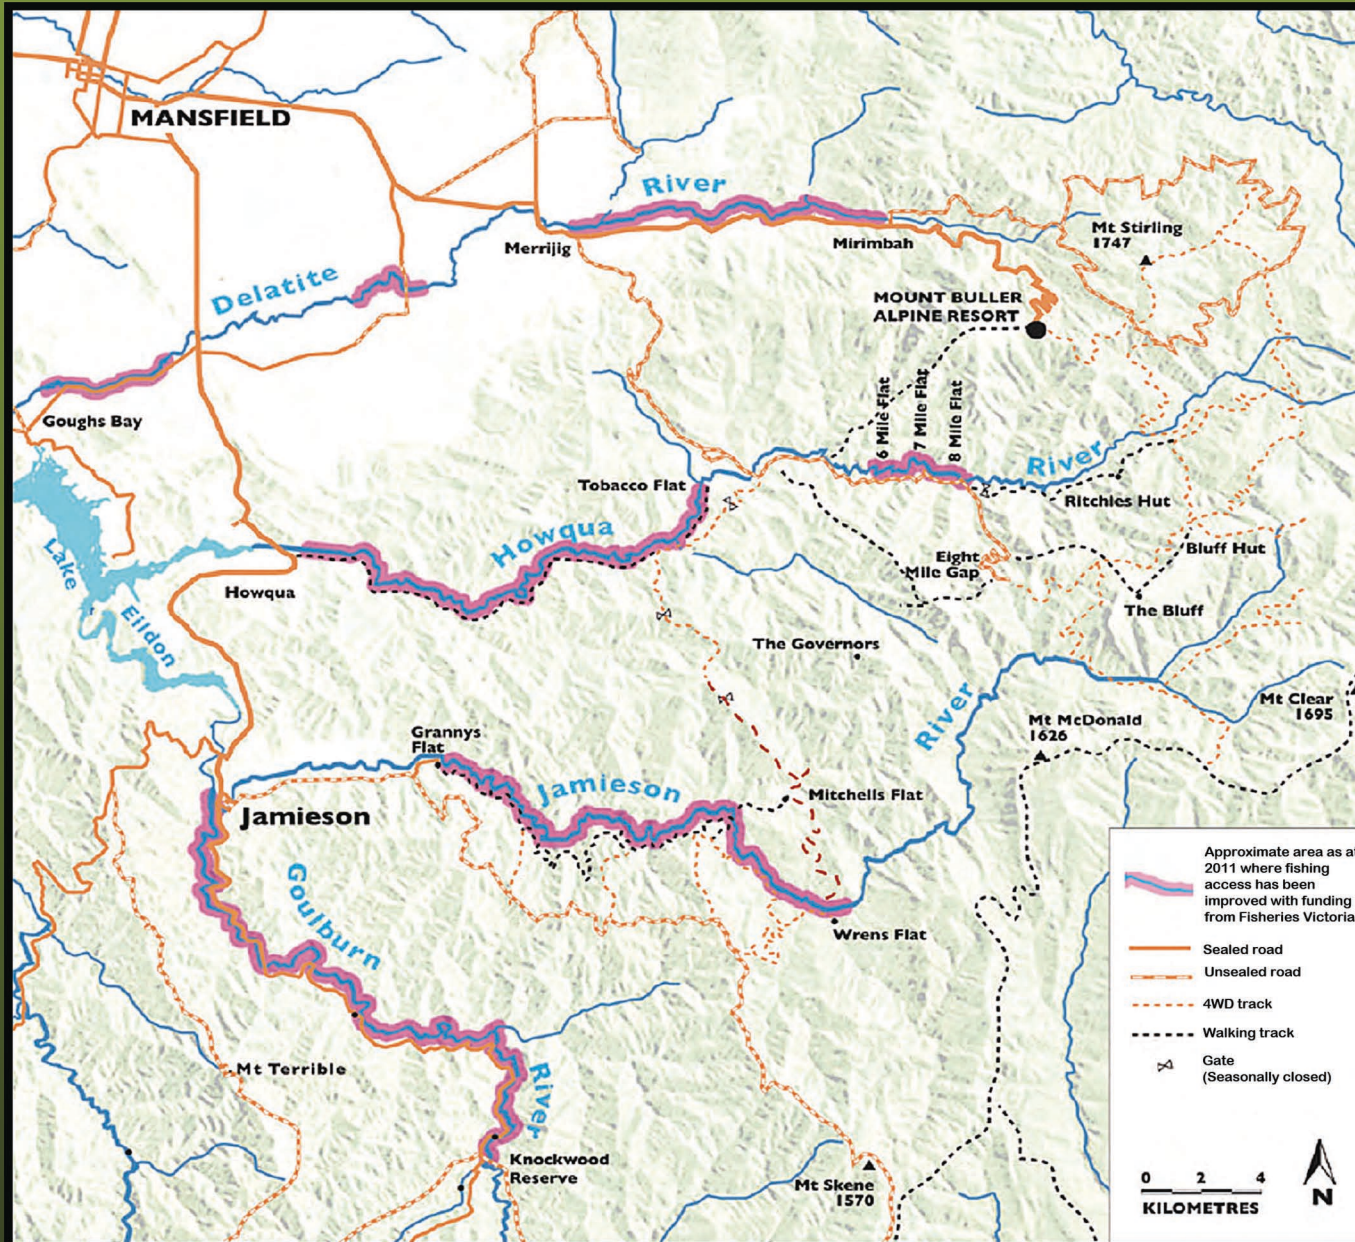 MANSFIELD
River
Merrijig
Mirimbah
Mt Stirling
1747
Delatite
MOUNT BULLER
ALPINE RESORT
Goughs Bay
6 Mile Flat
7 Mile Flat
8 Mile Flat
River
Tobacco Flat
Ritchies Hut
Howqua
Lake
Eildon
Howqua
Eight
Mile Gap
Bluff Hut
The Bluff
The Governors
River
Mt Clear
1695
Mt McDonald
1626
Grannys
Flat
Jamieson
Mitchells Flat
Jamieson
Goulburn
Wrens Flat
Mt Terrible
River
Knockwood
Reserve
Mt Skene
1570
Approximate area as at
2011 where fishing
access has been
improved with funding
from Fisheries Victoria
Sealed road
Unsealed road
4WD track
Walking track
Gate
(Seasonally closed)
0 2 4
KILOMETRES
N